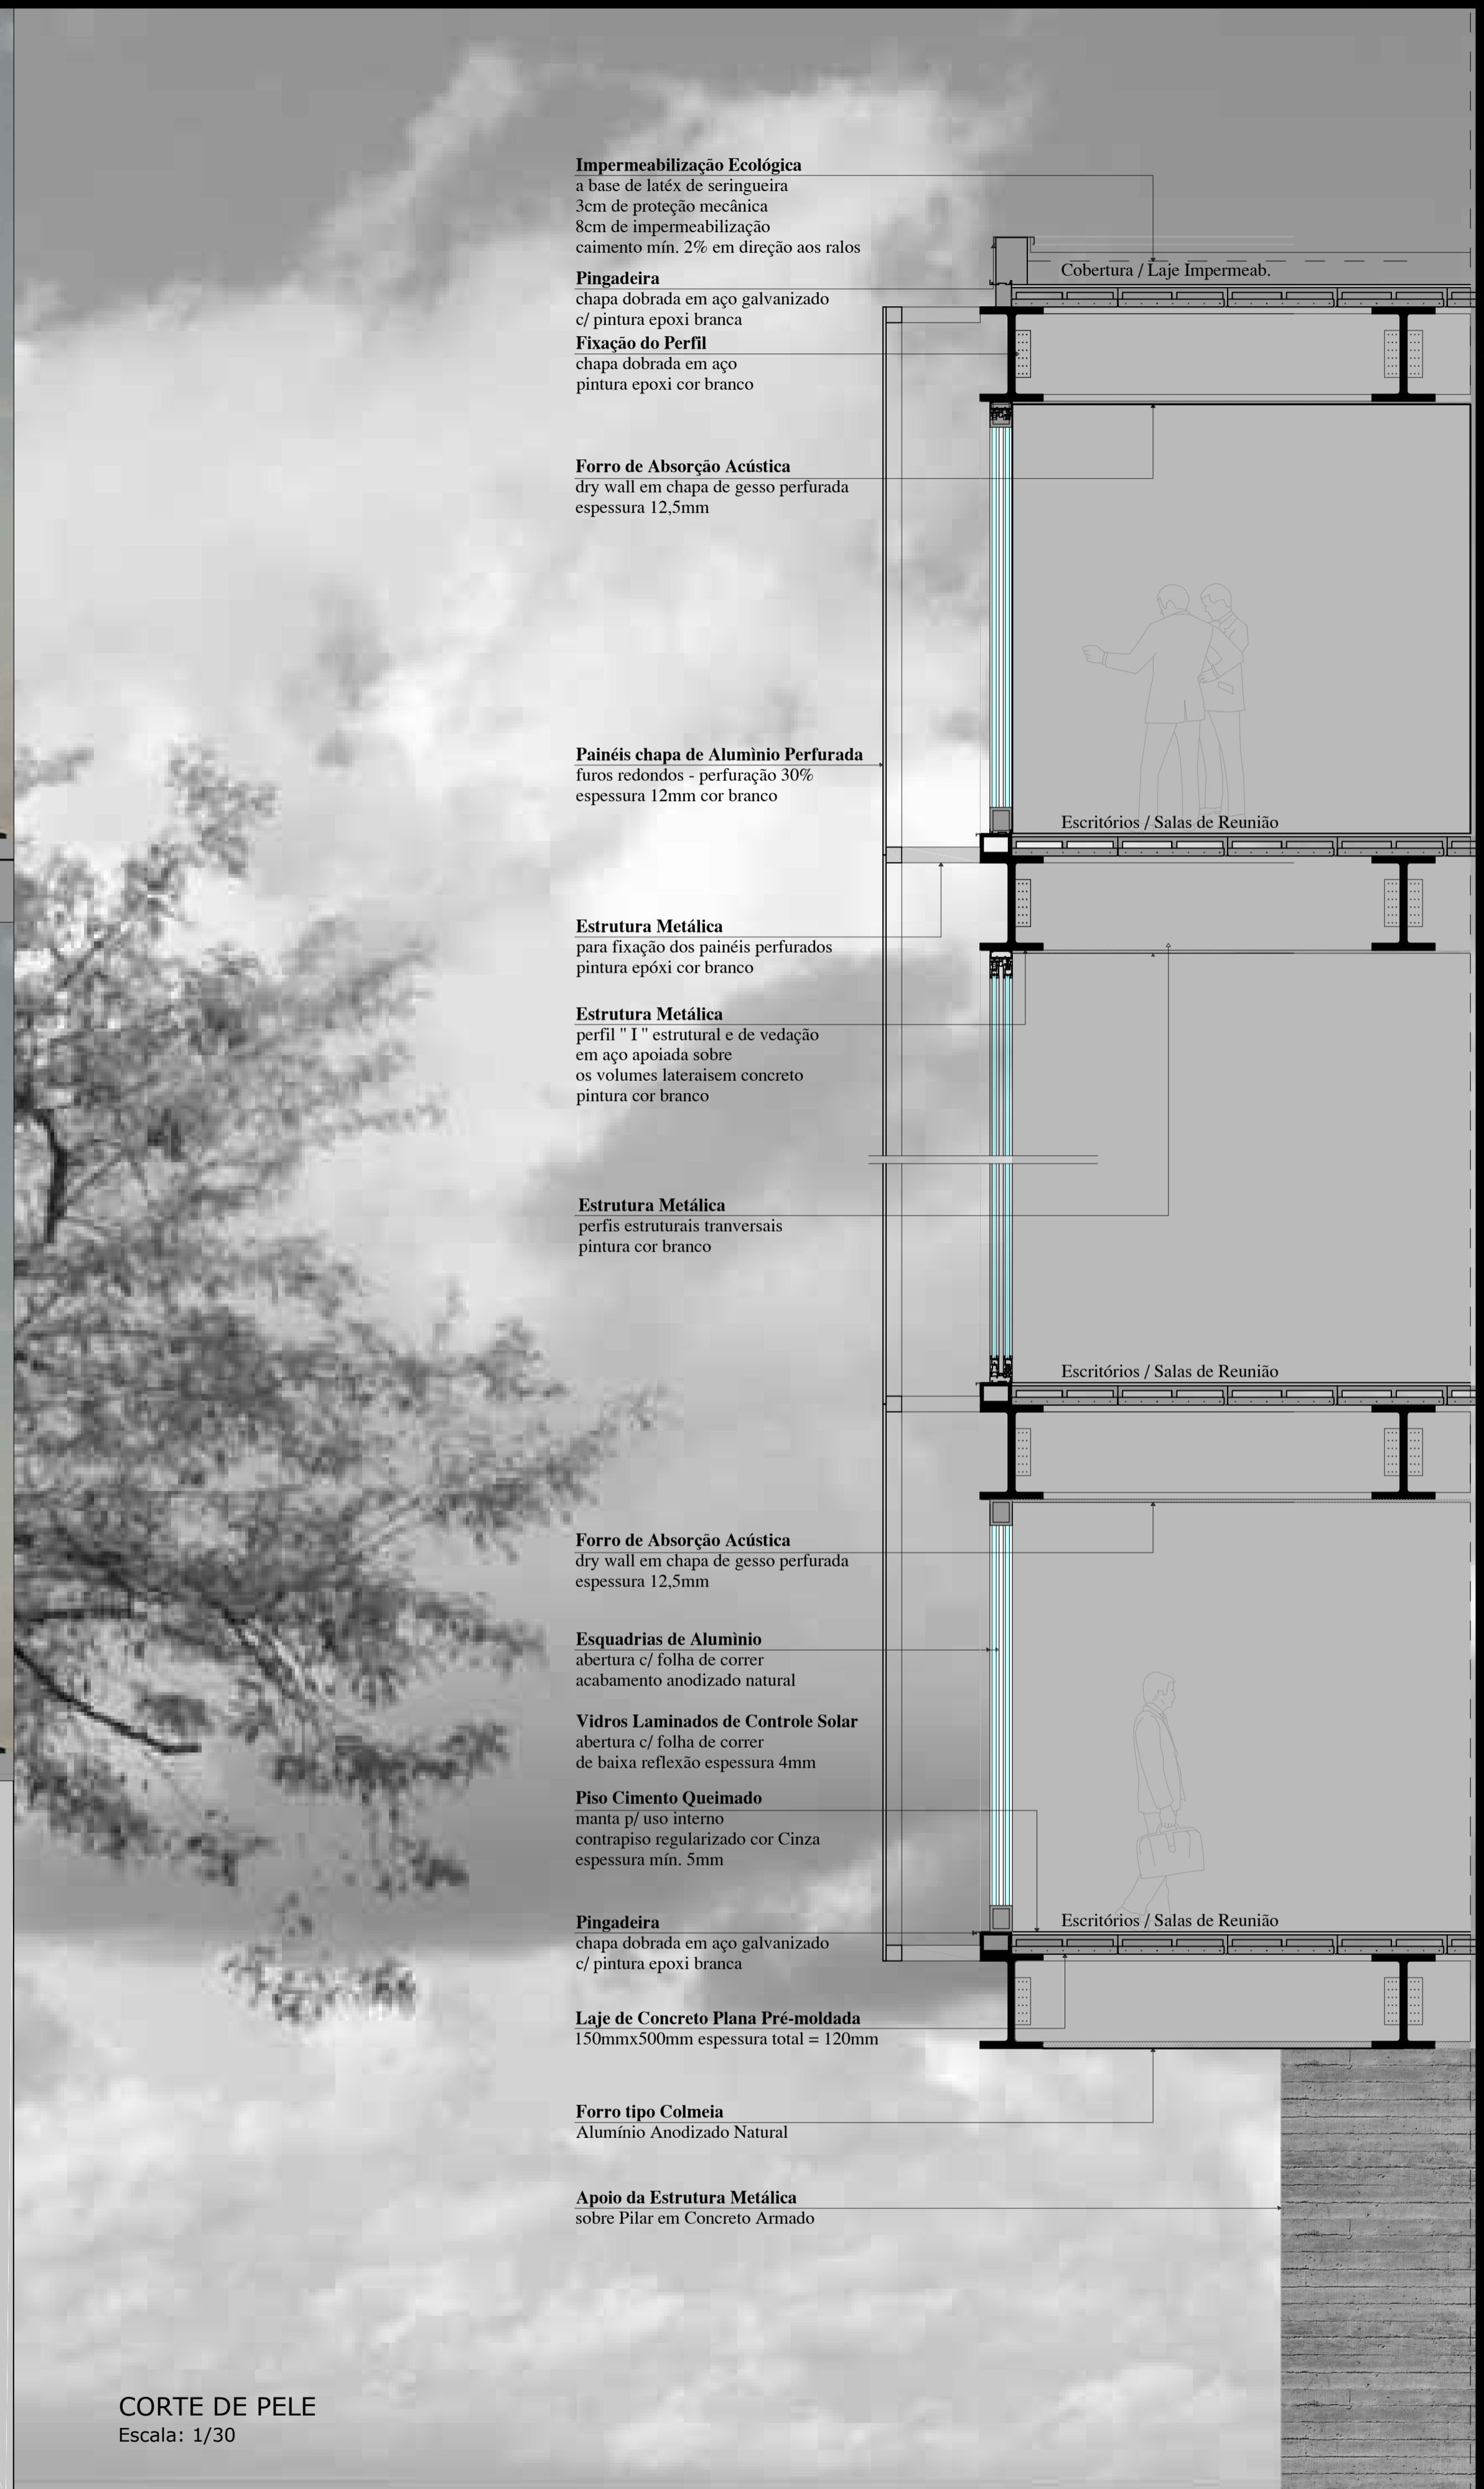 Impermeabilização Ecológica
a base de latéx de seringueira
3cm de proteção mecânica
8cm de impermeabilização
caimento mín. 2% em direção aos ralos
Cobertura / Laje Impermeab.
Pingadeira
chapa dobrada em aço galvanizado
c/ pintura epoxi branca
Fixação do Perfil
chapa dobrada em aço
pintura epoxi cor branco
Forro de Absorção Acústica
dry wall em chapa de gesso perfurada
espessura 12,5mm
Painéis chapa de Alumìnio Perfurada
furos redondos - perfuração 30%
espessura 12mm cor branco
Escritórios / Salas de Reunião
Estrutura Metálica
para fixação dos painéis perfurados
pintura epóxi cor branco
Estrutura Metálica
perfil " I " estrutural e de vedação
em aço apoiada sobre
os volumes lateraisem concreto
pintura cor branco
Estrutura Metálica
perfis estruturais tranversais
pintura cor branco
Escritórios / Salas de Reunião
Forro de Absorção Acústica
dry wall em chapa de gesso perfurada
espessura 12,5mm
Esquadrias de Alumìnio
abertura c/ folha de correr
acabamento anodizado natural
Vidros Laminados de Controle Solar
abertura c/ folha de correr
de baixa reflexão espessura 4mm
Piso Cimento Queimado
manta p/ uso interno
contrapiso regularizado cor Cinza
espessura mín. 5mm
Escritórios / Salas de Reunião
Pingadeira
chapa dobrada em aço galvanizado
c/ pintura epoxi branca
Laje de Concreto Plana Pré-moldada
150mmx500mm espessura total = 120mm
Forro tipo Colmeia
Alumínio Anodizado Natural
Apoio da Estrutura Metálica
sobre Pilar em Concreto Armado
CORTE DE PELE
Escala: 1/30